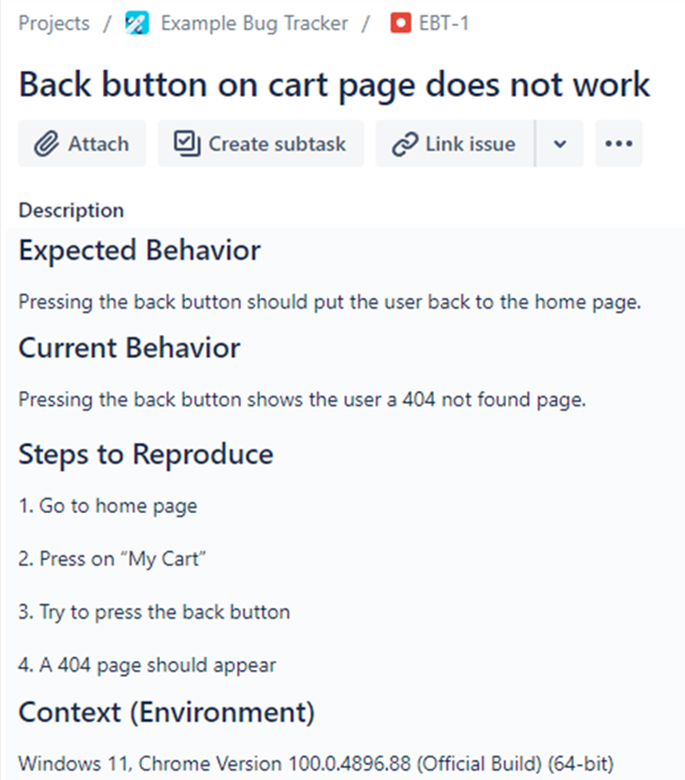 Projects / Example Bug Tracker / EBT-1
Back button on cart page does not work
Attach Create subtask Link issue
Description
Expected Behavior
Pressing the back button should put the user back to the home page.
Current Behavior
Pressing the back button shows the user a 404 not found page.
Steps to Reproduce
1. Go to home page
2. Press on “My Cart”
3. Try to press the back button
4. A 404 page should appear
Context (Environment)
Windows 11, Chrome Version 100.0.4896.88 (Official Build) (64-bit)